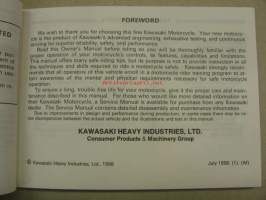 FOREWORD
We wish to thank you for choosing this fine Kawasaki Motorcycle. Your new motorcy-
cle is the product of Kawasaki's advanced engineering, exhaustive testing, and continuous
striving for superior reliability, safety, and performance.
Read this Owner's Manual before riding so you will be thoroughly familiar with the
proper operation of your motorcycle's controls, its features, capabilities and limitations.
This manual offers many safe riding tips, but its purpose is not to provide instruction in all
the techniques and skills required to ride a motorcycle safely. Kawasaki strongly recom-
mends that all operators of this vehicle enroll in a motorcycle rider training program to at-
tain awareness of the mental and physical requirements necessary for safe motorcycle
operation.
To ensure a long, trouble free life for your motorcycle, give it the proper care and main-
tenance described in this manual. For those who would like more detailed information on
their Kawasaki Motorcycle, a Service Manual is available for purchase from any Kawasaki
dealer. The Service Manual contains detailed disassembly and maintenance information.
Due to improvements in design and performance during production, in some cases there may be mi-
nor discrepancies between the actual vehicle and the illustrations and text in this manual.
KAWASAKI HEAVY INDUSTRIES, LTD.
Consumer Products & Machinery Group
© Kawasaki Heavy Industries, Ltd., 1998
July 1998. (1). (M)